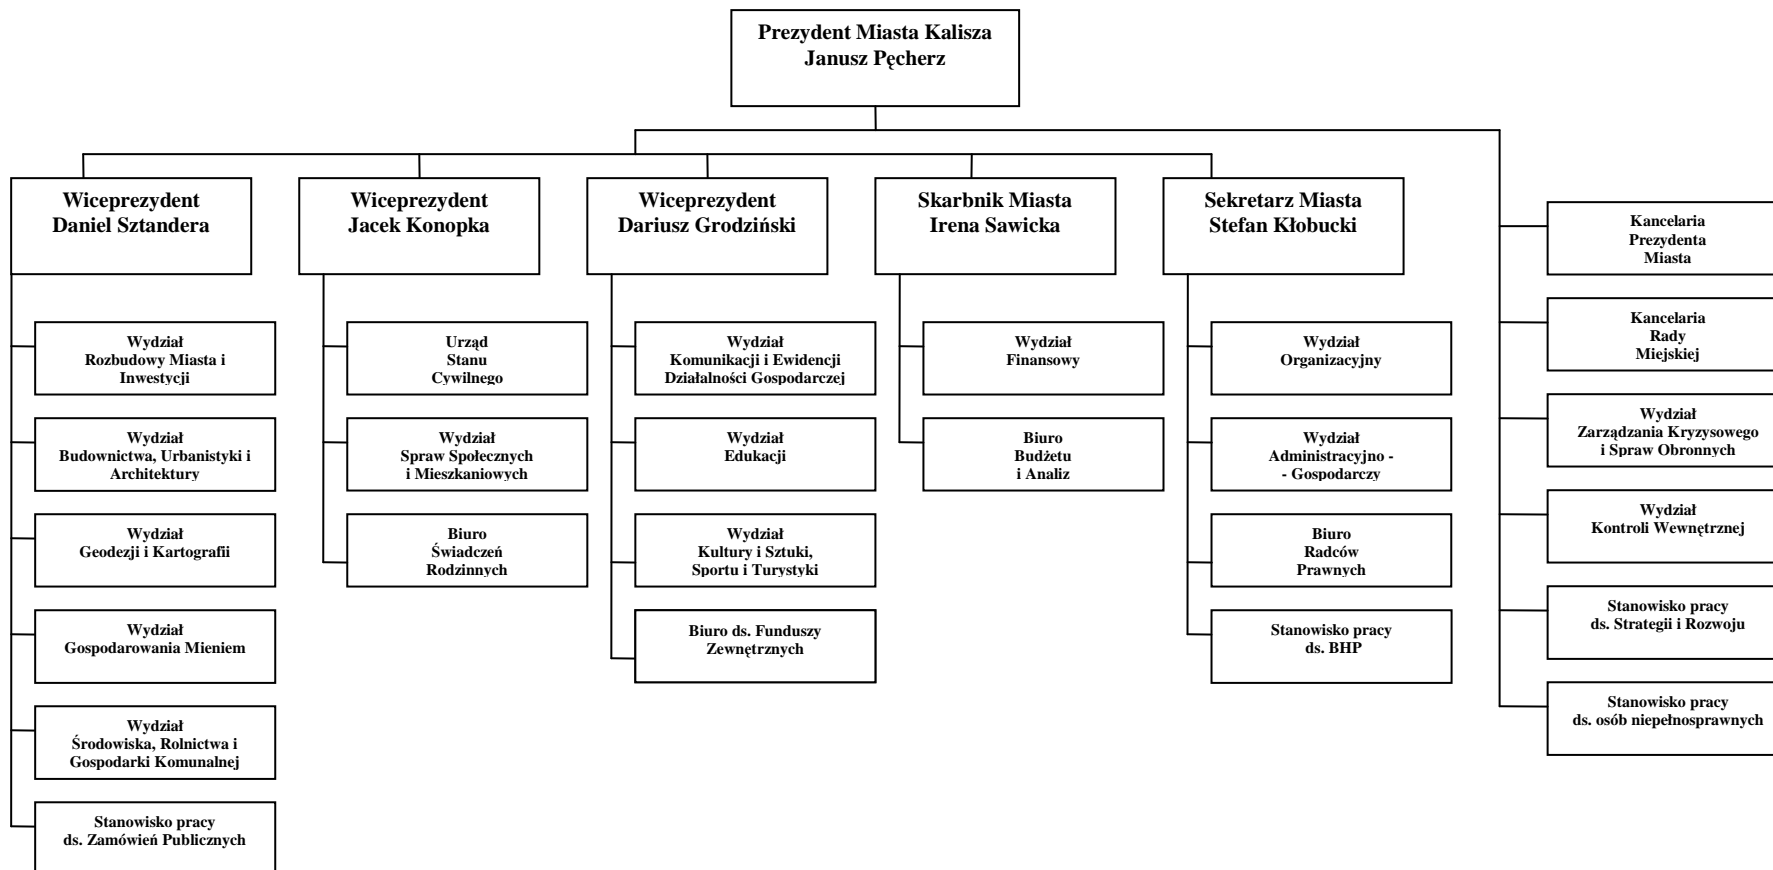 Prezydent Miasta Kalisza
Janusz Pęcherz
Wiceprezydent
Daniel Sztandera
Wiceprezydent
Jacek Konopka
Wiceprezydent
Dariusz Grodziński
Skarbnik Miasta
Irena Sawicka
Sekretarz Miasta
Stefan Kłobucki
Wydział
Rozbudowy Miasta i
Inwestycji
Wydział
Budownictwa, Urbanistyki i
Architektury
Wydział
Geodezji i Kartografii
Wydział
Gospodarowania Mieniem
Wydział
Środowiska, Rolnictwa i
Gospodarki Komunalnej
Stanowisko pracy
ds. Zamówień Publicznych
Urząd
Stanu
Cywilnego
Wydział
Spraw Społecznych
i Mieszkaniowych
Biuro
Świadczeń
Rodzinnych
Wydział
Komunikacji i Ewidencji
Działalności Gospodarczej
Wydział
Edukacji
Wydział
Kultury i Sztuki,
Sportu i Turystyki
Biuro ds. Funduszy
Zewnętrznych
Wydział
Finansowy
Biuro
Budżetu
i Analiz
Wydział
Organizacyjny
Wydział
Administracyjno -
- Gospodarczy
Biuro
Radców
Prawnych
Stanowisko pracy
ds. BHP
Kancelaria
Prezydenta
Miasta
Kancelaria
Rady
Miejskiej
Wydział
Zarządzania Kryzysowego
i Spraw Obronnych
Wydział
Kontroli Wewnętrznej
Stanowisko pracy
ds. Strategii i Rozwoju
Stanowisko pracy
ds. osób niepełnosprawnych